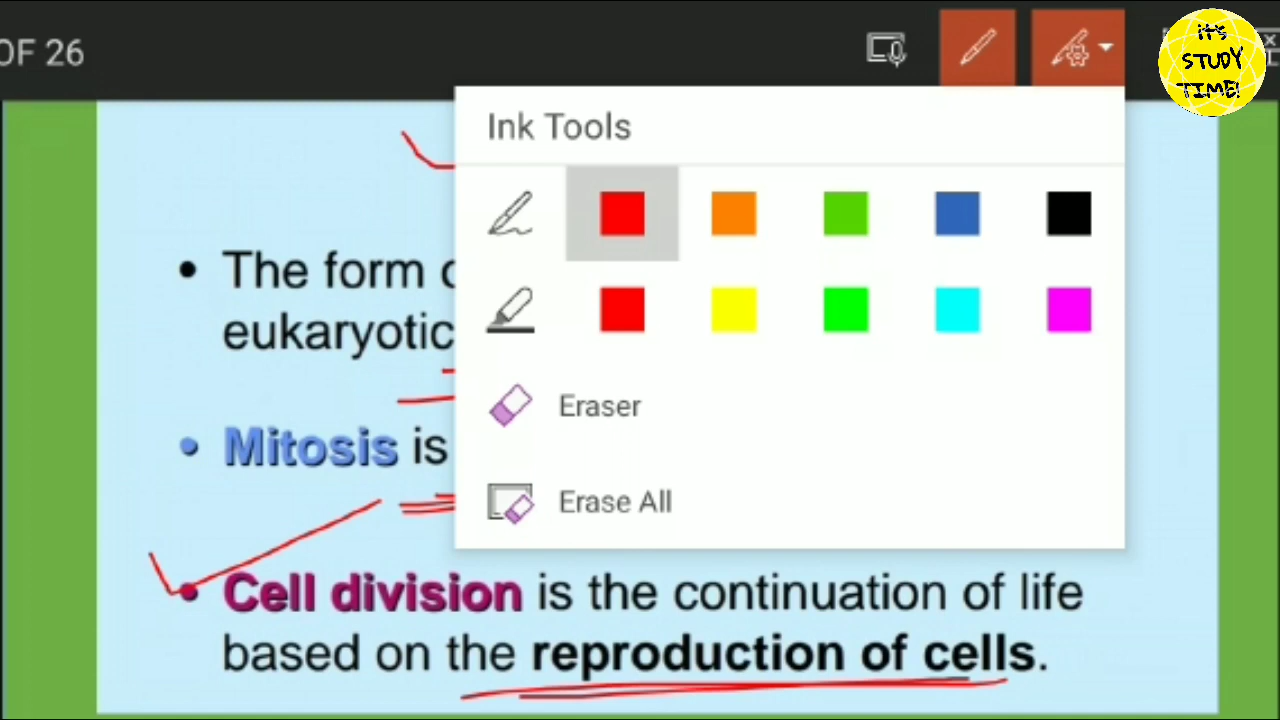 OF 26
IT'S
STUDY
TIME!
Ink Tools
• The form
eukaryotic
Eraser
• Mitosis is
Erase All
• Cell division is the continuation of life
based on the reproduction of cells.